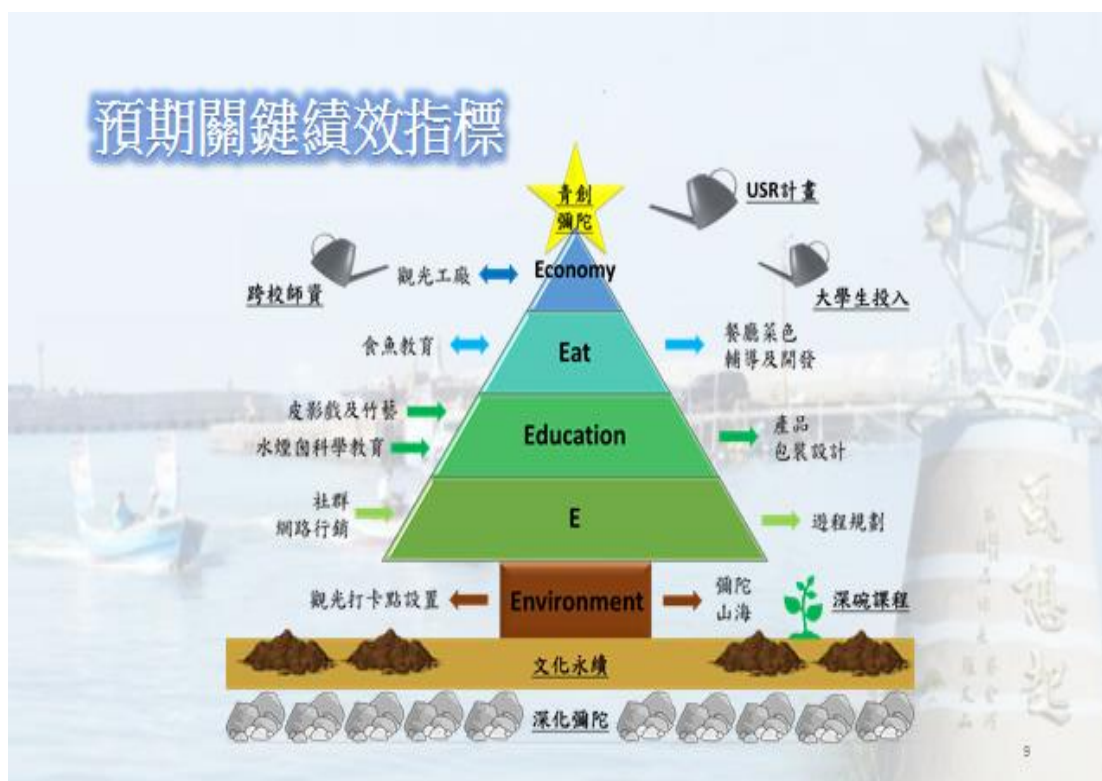 預期關鍵績效指標
青創
彌陀
USR計畫
跨校師資
觀光工廠
Economy
大學生投入
食魚教育
Eat
餐廳菜色
輔導及開發
皮影戲及竹藝
水煙囪科學教育
Education
產品
包裝設計
社群
網路行銷
E
遊程規劃
觀光打卡點設置
Environment
彌陀
山海
深碗課程
文化永續
深化彌陀
9